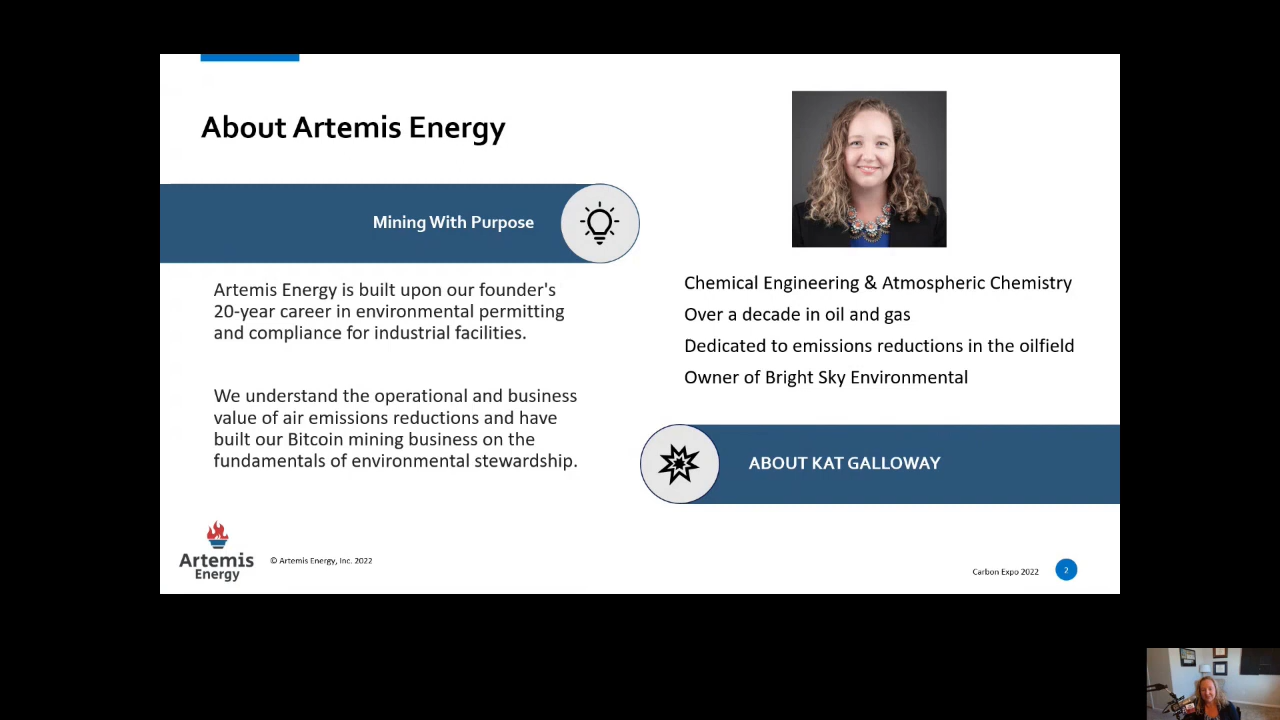 About Artemis Energy
Mining With Purpose
Artemis Energy is built upon our founder's
20-year career in environmental permitting
and compliance for industrial facilities.
We understand the operational and business
value of air emissions reductions and have
built our Bitcoin mining business on the
fundamentals of environmental stewardship.
Chemical Engineering & Atmospheric Chemistry
Over a decade in oil and gas
Dedicated to emissions reductions in the oilfield
Owner of Bright Sky Environmental
ABOUT KAT GALLOWAY
Artemis
Energy
© Artemis Energy, Inc. 2022
Carbon Expo 2022
2